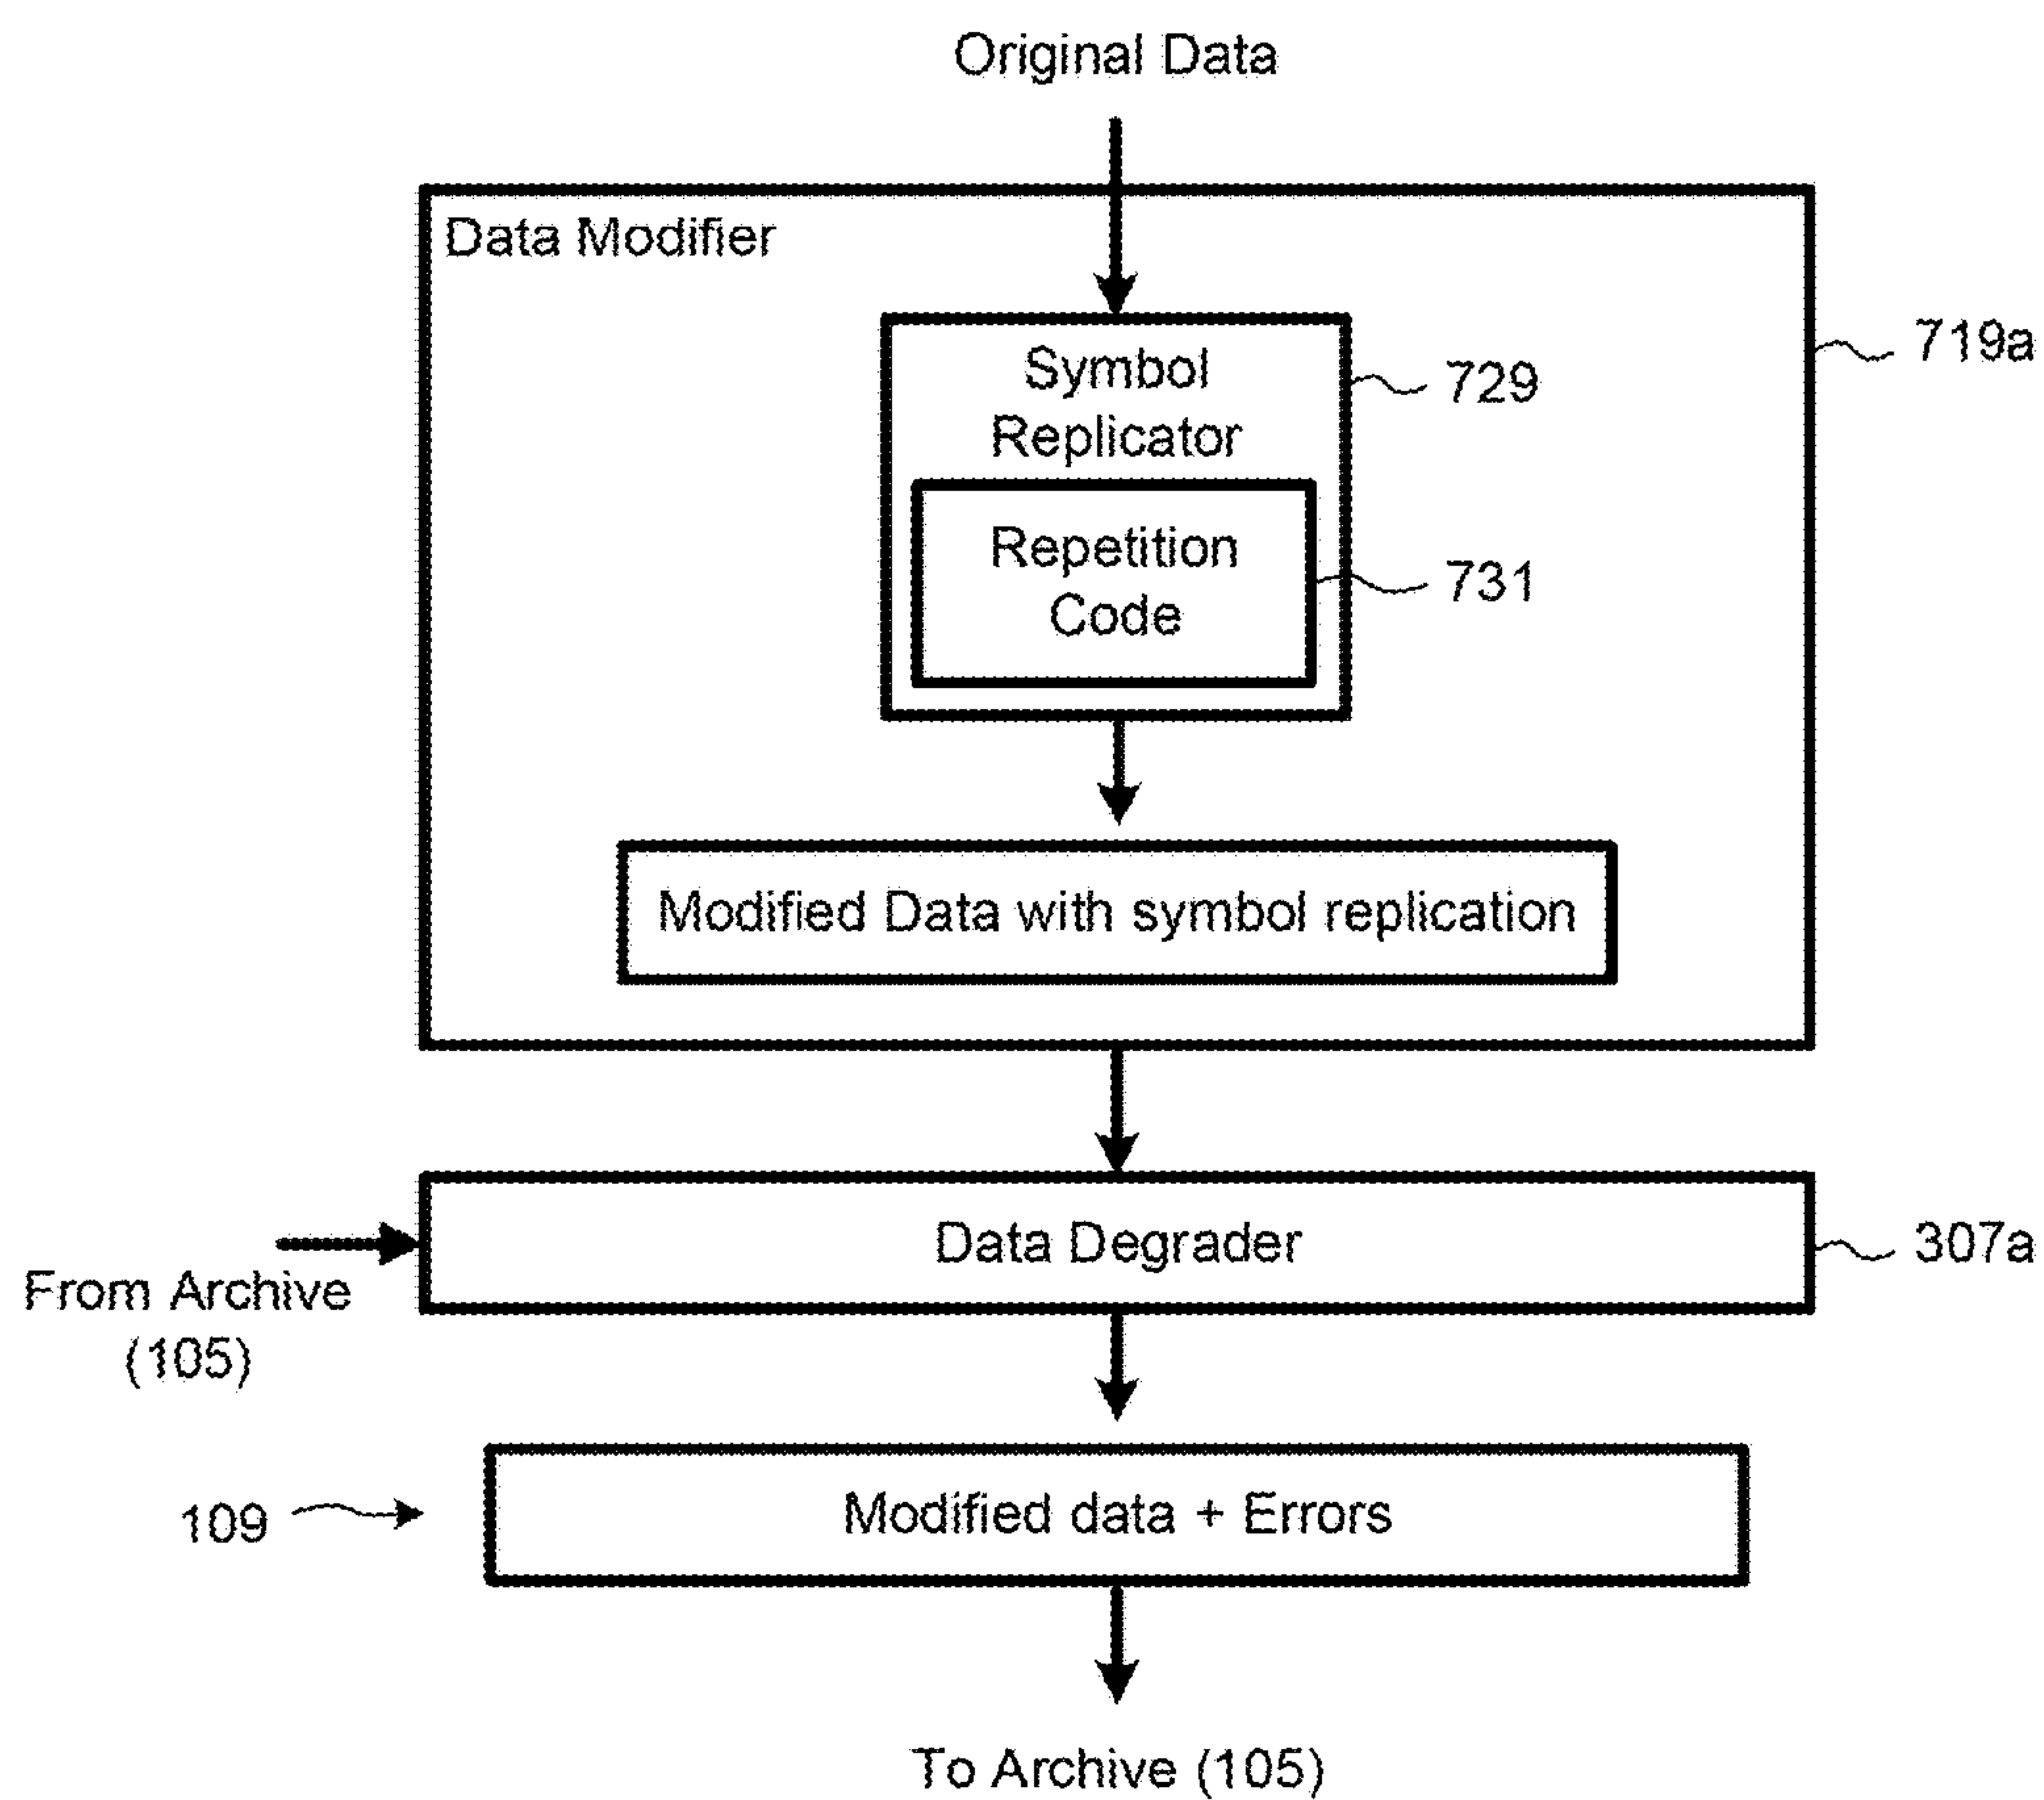 Original Data
Data Modifier
719a
Symbol
Replicator
729
Repetition
Code
731
Modified Data with symbol replication
Data Degrader
307a
From Archive
(105)
109
Modified data + Errors
To Archive (105)